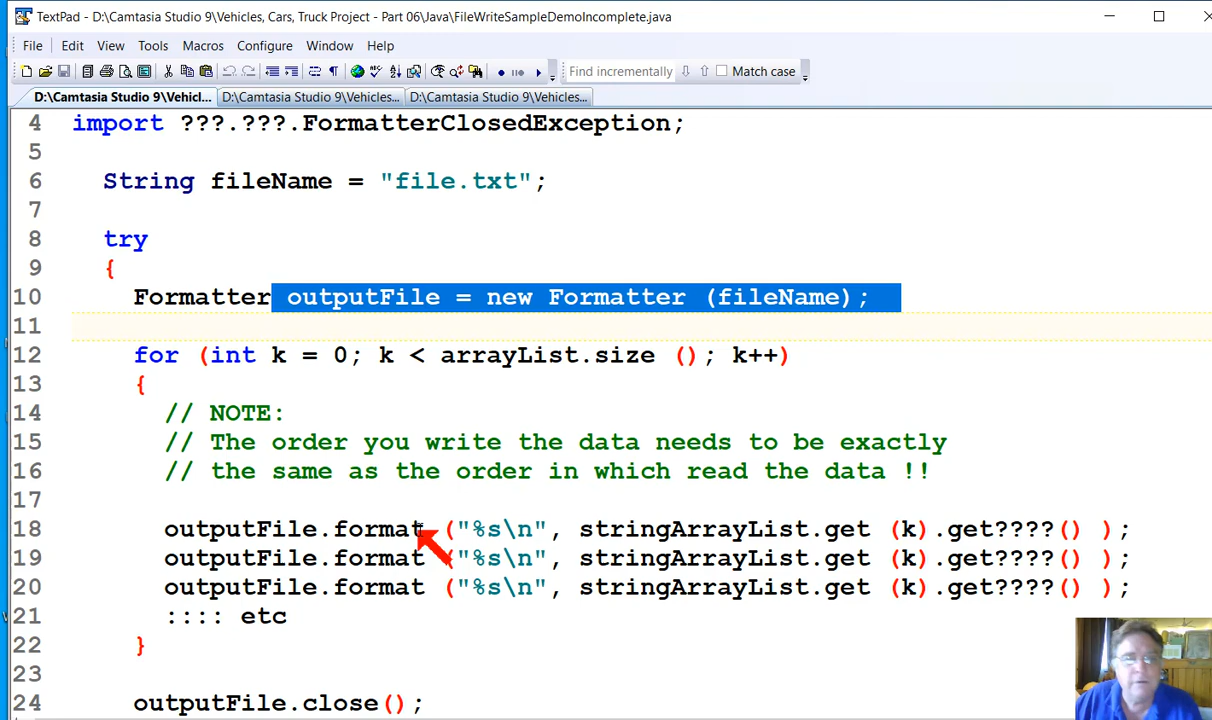 TextPad - D:\Camtasia Studio 9\Vehicles, Cars, Truck Project - Part 06\Java\FileWriteSampleDemoIncomplete.java
File Edit View Tools Macros Configure Window Help
Find incrementally Match case
D:\Camtasia Studio 9\Vehicl... D:\Camtasia Studio 9\Vehicles... D:\Camtasia Studio 9\Vehicles...
4 import ???.???.FormatterClosedException;
5
6 String fileName = "file.txt";
7
8 try
9 {
10 Formatter outputFile = new Formatter (fileName);
11
12 for (int k = 0; k < arrayList.size (); k++)
13 {
14 // NOTE:
15 // The order you write the data needs to be exactly
16 // the same as the order in which read the data !!
17
18 outputFile.format ("%s\n", stringArrayList.get (k).get????() );
19 outputFile.format ("%s\n", stringArrayList.get (k).get????() );
20 outputFile.format ("%s\n", stringArrayList.get (k).get????() );
21 :::: etc
22 }
23
24 outputFile.close();